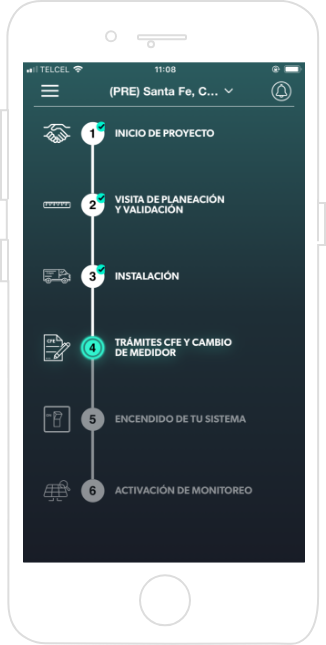 TELCEL 11:08
(PRE) Santa Fe, C...
1 INICIO DE PROYECTO
2 VISITA DE PLANEACIÓN
Y VALIDACIÓN
3 INSTALACIÓN
CFE
4 TRÁMITES CFE Y CAMBIO
DE MEDIDOR
5 ENCENDIDO DE TU SISTEMA
6 ACTIVACIÓN DE MONITOREO